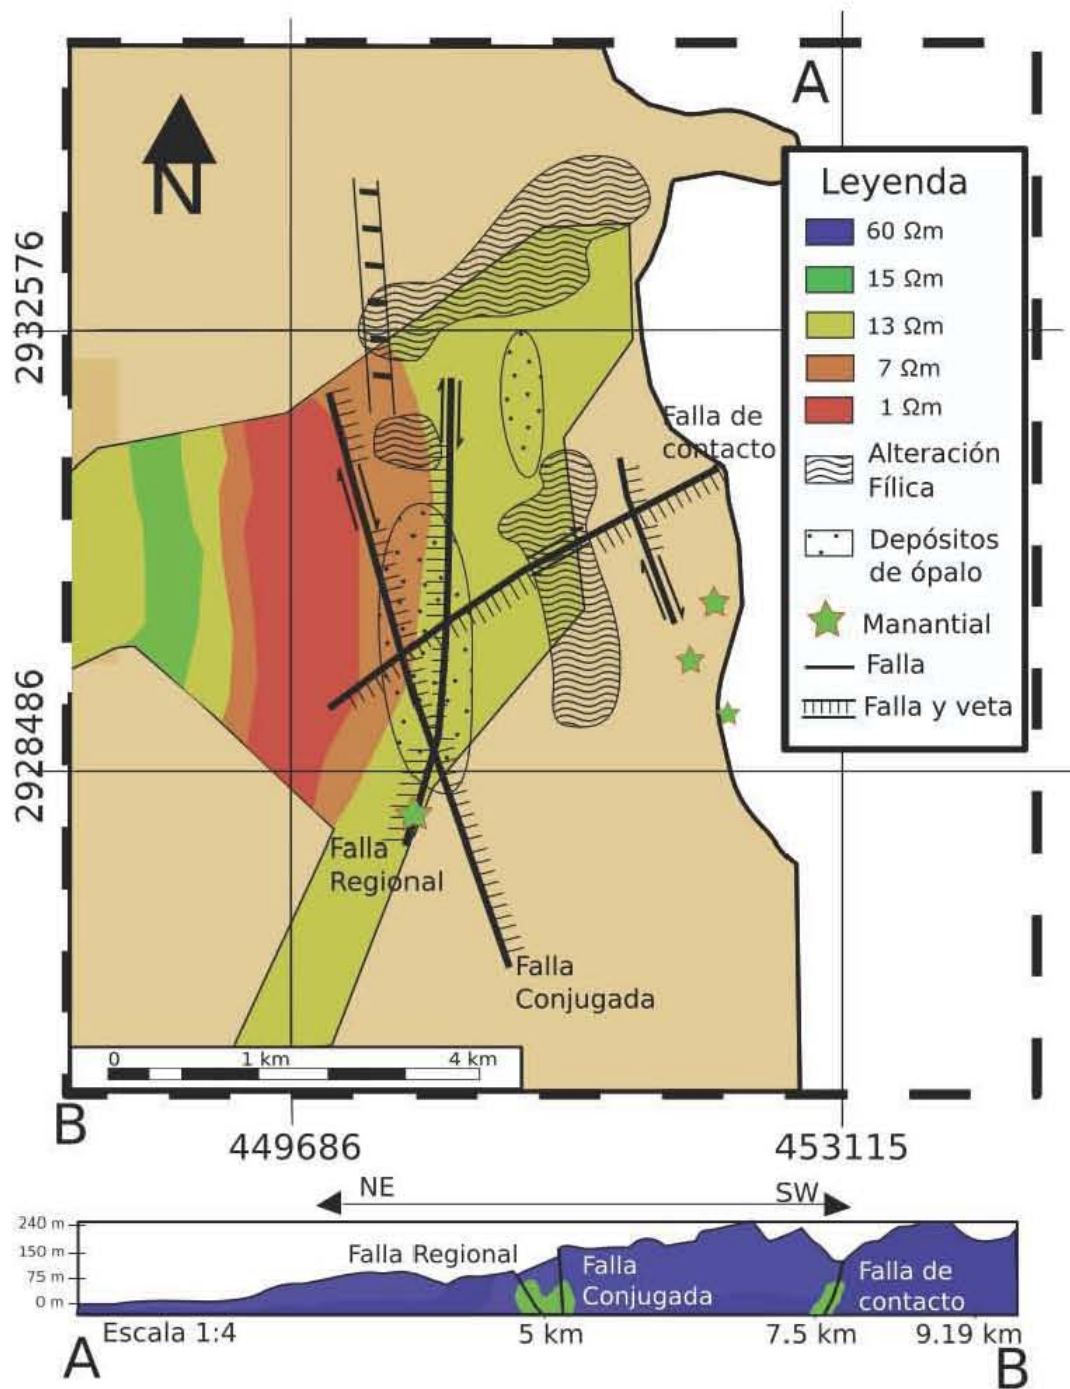 A
N
Leyenda
60 Ωm
15 Ωm
13 Ωm
7 Ωm
1 Ωm
Alteración
Fílica
Depósitos
de ópalo
Manantial
Falla
Falla y veta
2932576
2928486
Falla de
contacto
Falla
Regional
Falla
Conjugada
0 1 km 4 km
B
449686 453115
NE SW
240 m
150 m
75 m
0 m
Falla Regional
Falla
Conjugada
Falla de
contacto
Escala 1:4 5 km 7.5 km 9.19 km
A B